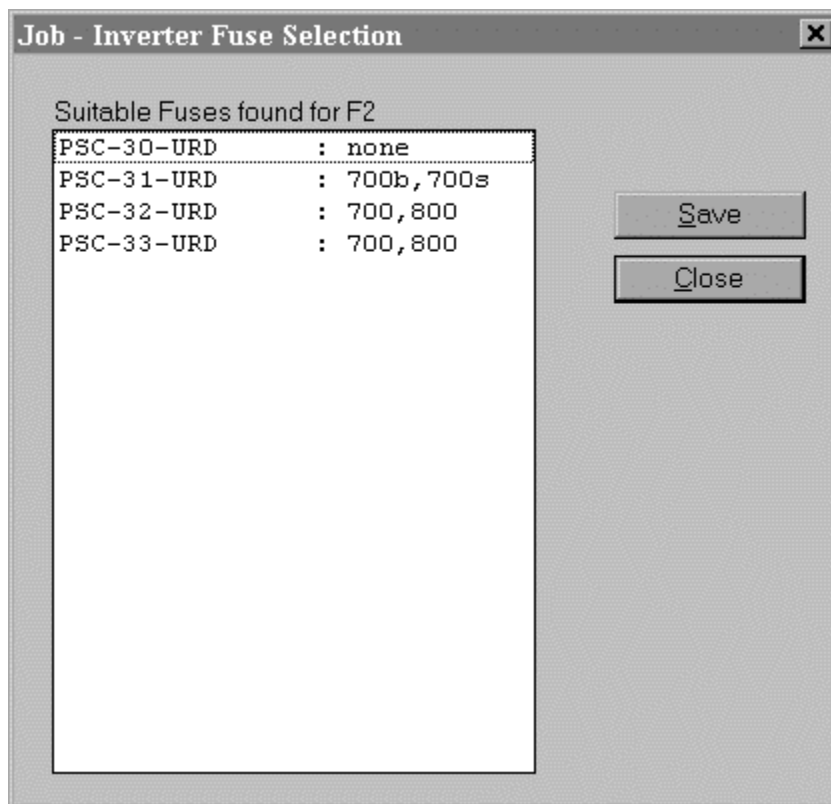 Job - Inverter Fuse Selection
Suitable Fuses found for F2
PSC-30-URD : none
PSC-31-URD : 700b,700s
PSC-32-URD : 700,800
PSC-33-URD : 700,800
Save
Close